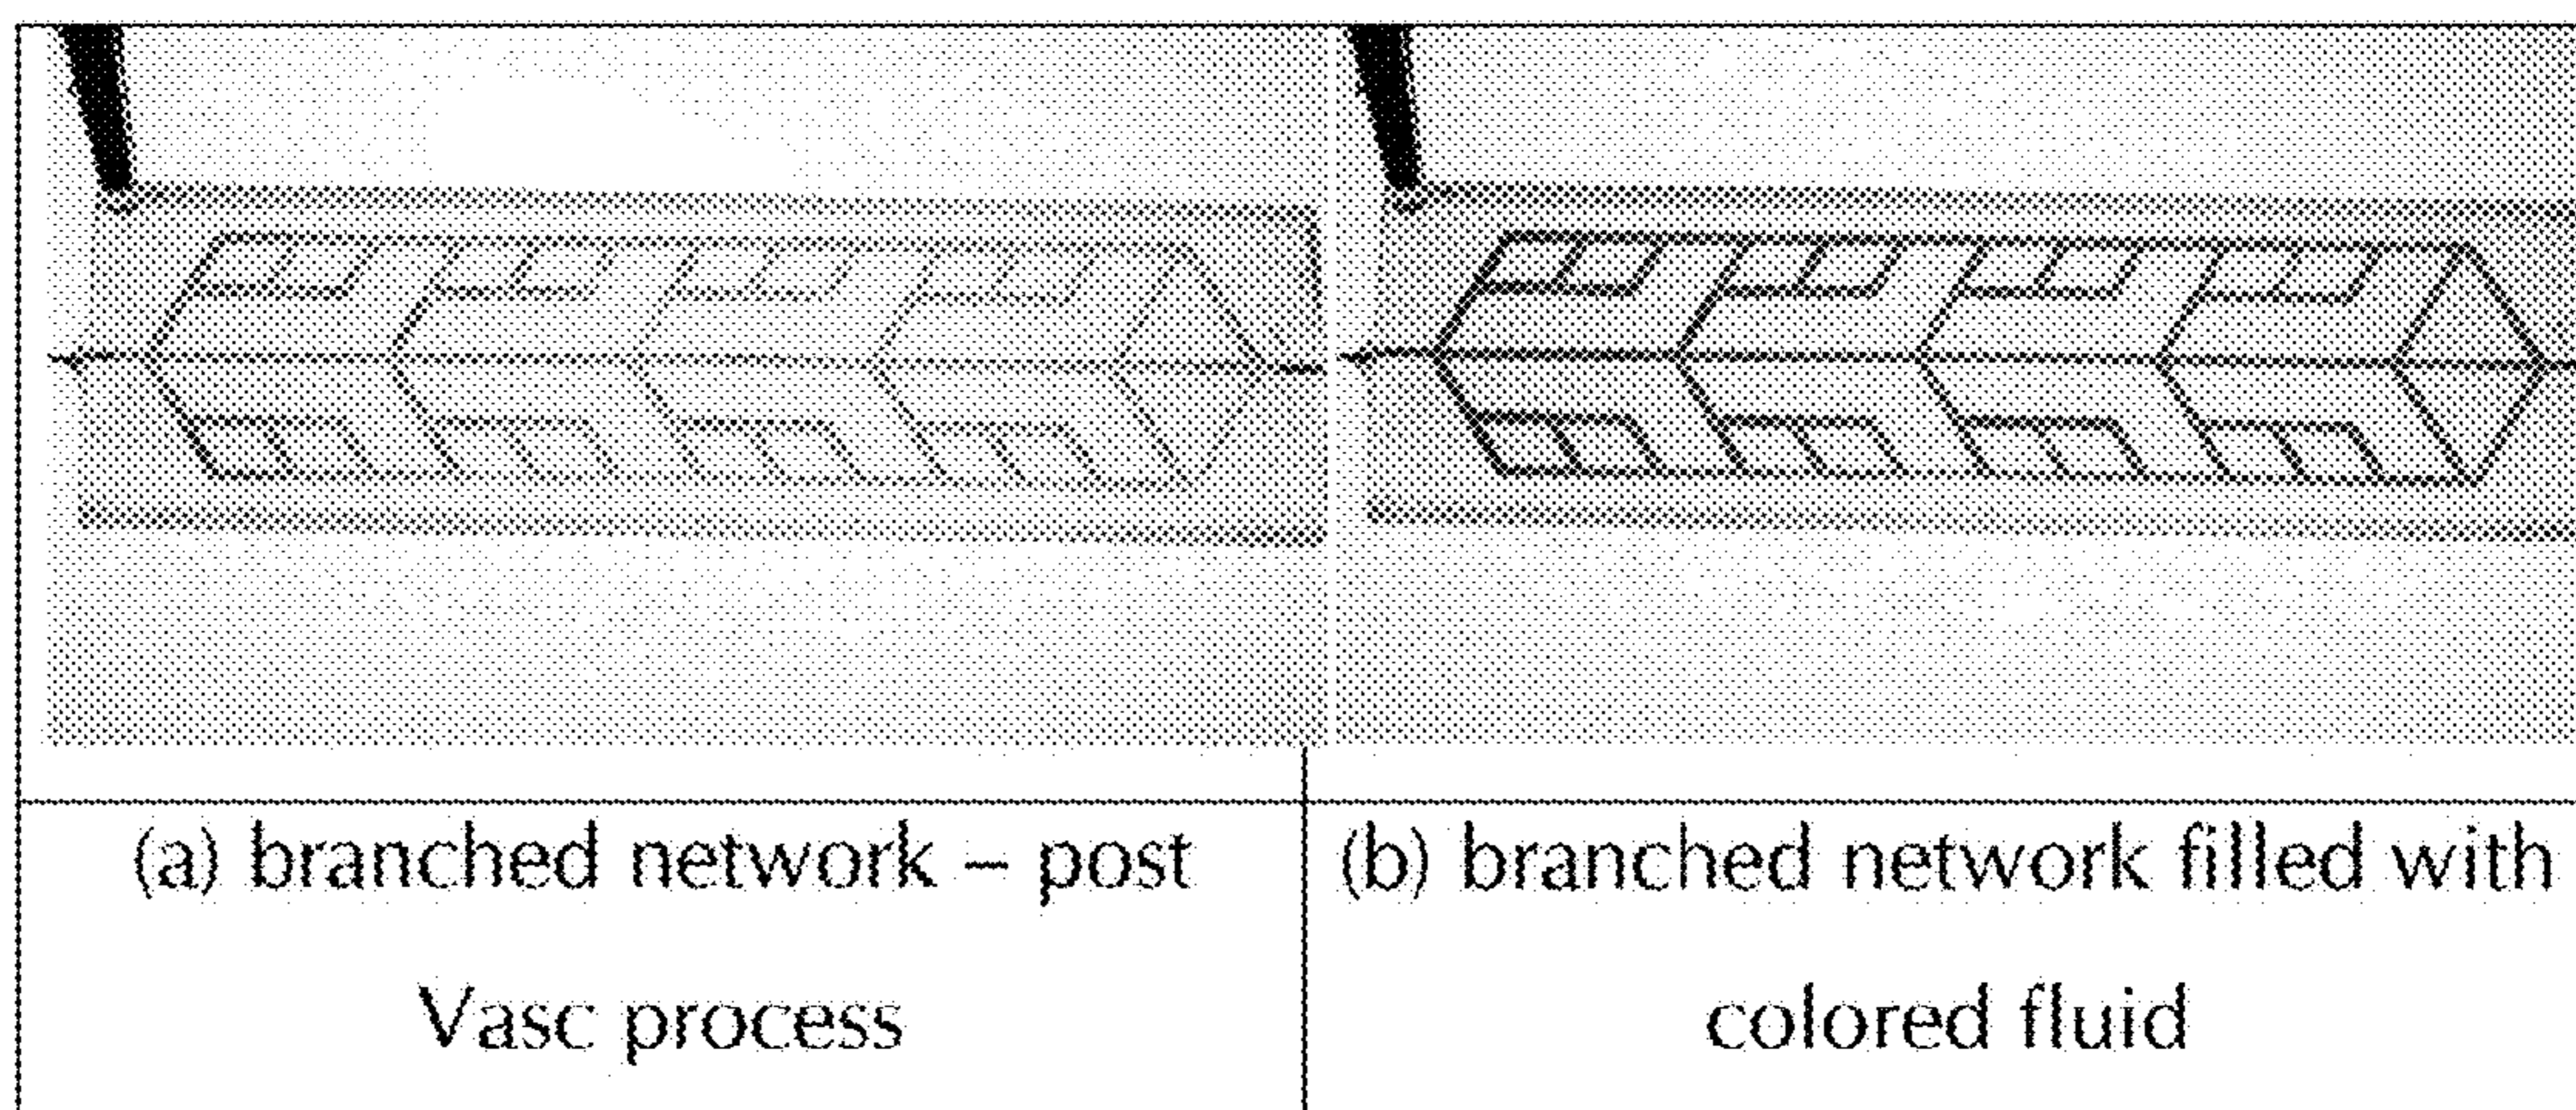 (a) branched network – post
Vasc process
(b) branched network filled with
colored fluid